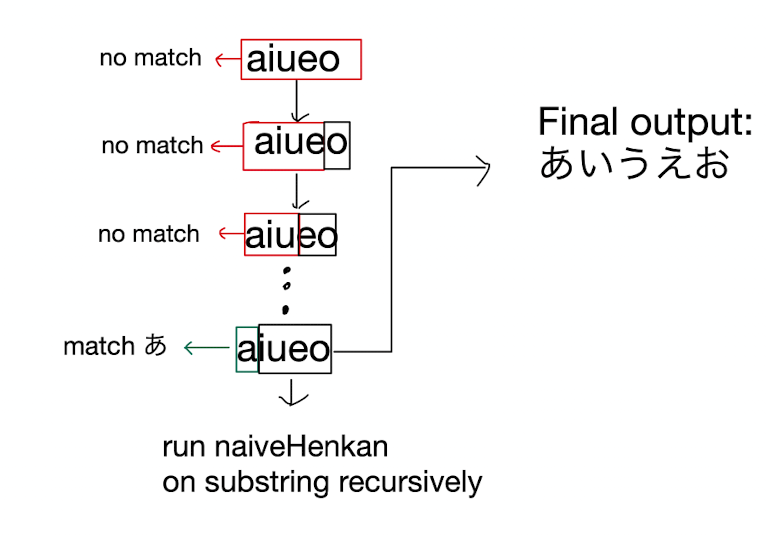 no match aiueo
no match aiueo
no match aiueo
match あ aiueo
run naiveHenkan
on substring recursively
Final output:
あいうえお